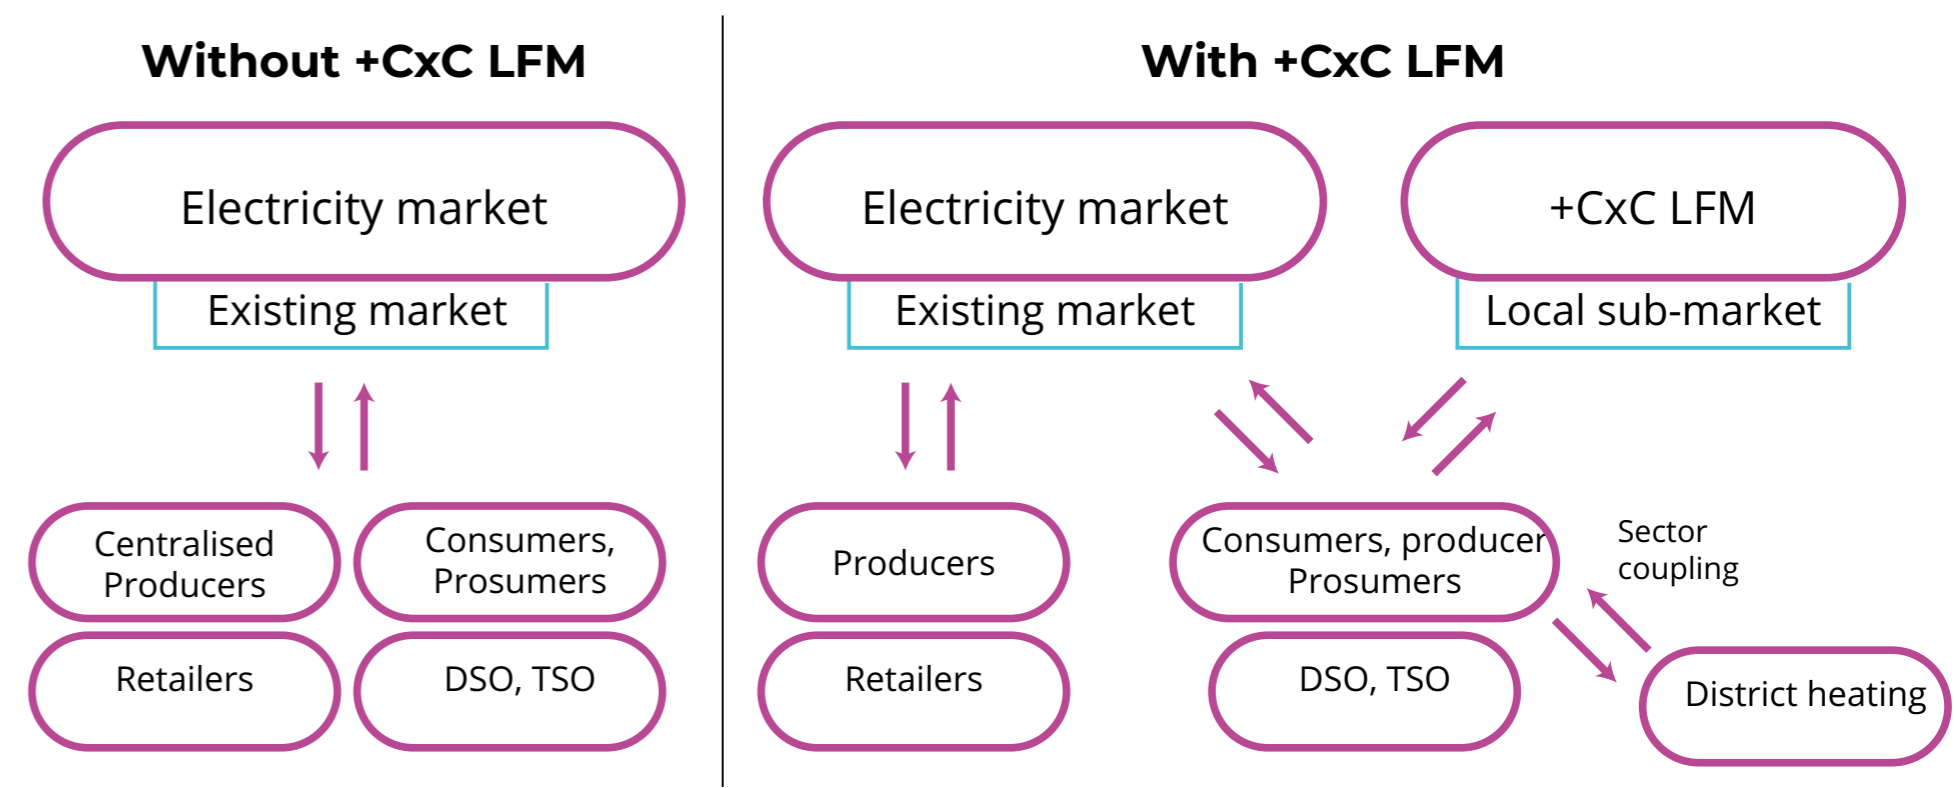 Without +CxC LFM
Electricity market
Existing market
Centralised
Producers
Consumers,
Prosumers
Retailers
DSO, TSO
With +CxC LFM
Electricity market
+CxC LFM
Existing market
Local sub-market
Producers
Consumers, producer
Prosumers
Sector
coupling
Retailers
DSO, TSO
District heating